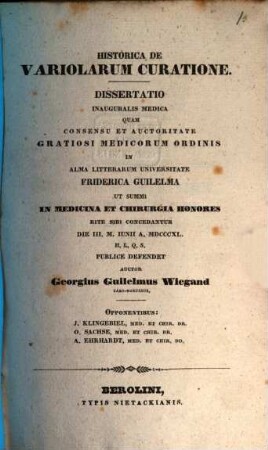 HISTORICA DE
VARIOLARUM CURATIONE.
DISSERTATIO
INAUGURALIS MEDICA
QUAM
CONSENSU ET AUCTORITATE
GRATIOSI MEDICORUM ORDINIS
IN
ALMA LITTERARUM UNIVERSITATE
FRIDERICA GUILELMA
UT SUMMI
IN MEDICINA ET CHIRURGIA HONORES
RITE SIBI CONCEDANTUR
DIE III. M. IUNII A. MDCCCXL.
H. L. Q. S.
PUBLICE DEFENDET
AUCTOR
Georgius Guilelmus Wiegand
OPPONENTIBUS:
J. KLINGEBIEL, MED. ET CHIR. DR.
O. SACHSE, MED. ET CHIR. DR.
A. EHRHARDT, MED. ET CHIR. DD.
BEROLINI,
TYPIS NIETACKIANIS.